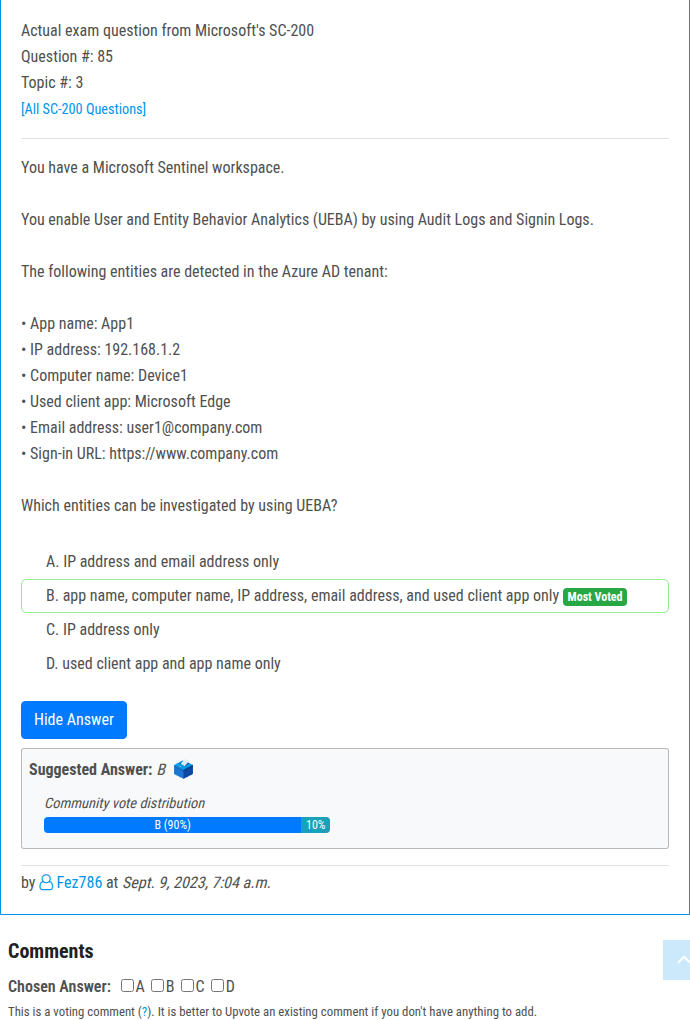 Actual exam question from Microsoft's SC-200
Question #: 85
Topic #: 3
[All SC-200 Questions]
You have a Microsoft Sentinel workspace.
You enable User and Entity Behavior Analytics (UEBA) by using Audit Logs and Signin Logs.
The following entities are detected in the Azure AD tenant:
• App name: App1
• IP address: 192.168.1.2
• Computer name: Device1
• Used client app: Microsoft Edge
• Email address: user1@company.com
• Sign-in URL: https://www.company.com
Which entities can be investigated by using UEBA?
A. IP address and email address only
B. app name, computer name, IP address, email address, and used client app only Most Voted
C. IP address only
D. used client app and app name only
Hide Answer
Suggested Answer: B
Community vote distribution
B (90%) 10%
by Fez786 at Sept. 9, 2023, 7:04 a.m.
Comments
Chosen Answer: A B C D
This is a voting comment (?). It is better to Upvote an existing comment if you don't have anything to add.